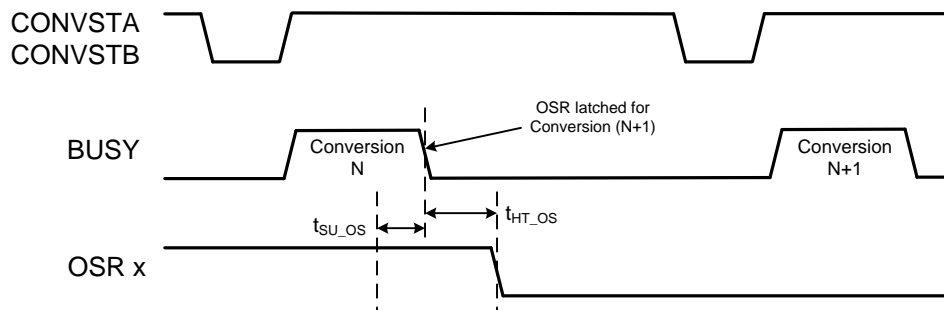 CONVSTA
CONVSTB
OSR latched for
Conversion (N+1)
BUSY
Conversion
N
Conversion
N+1
tSU_OS
tHT_OS
OSR x